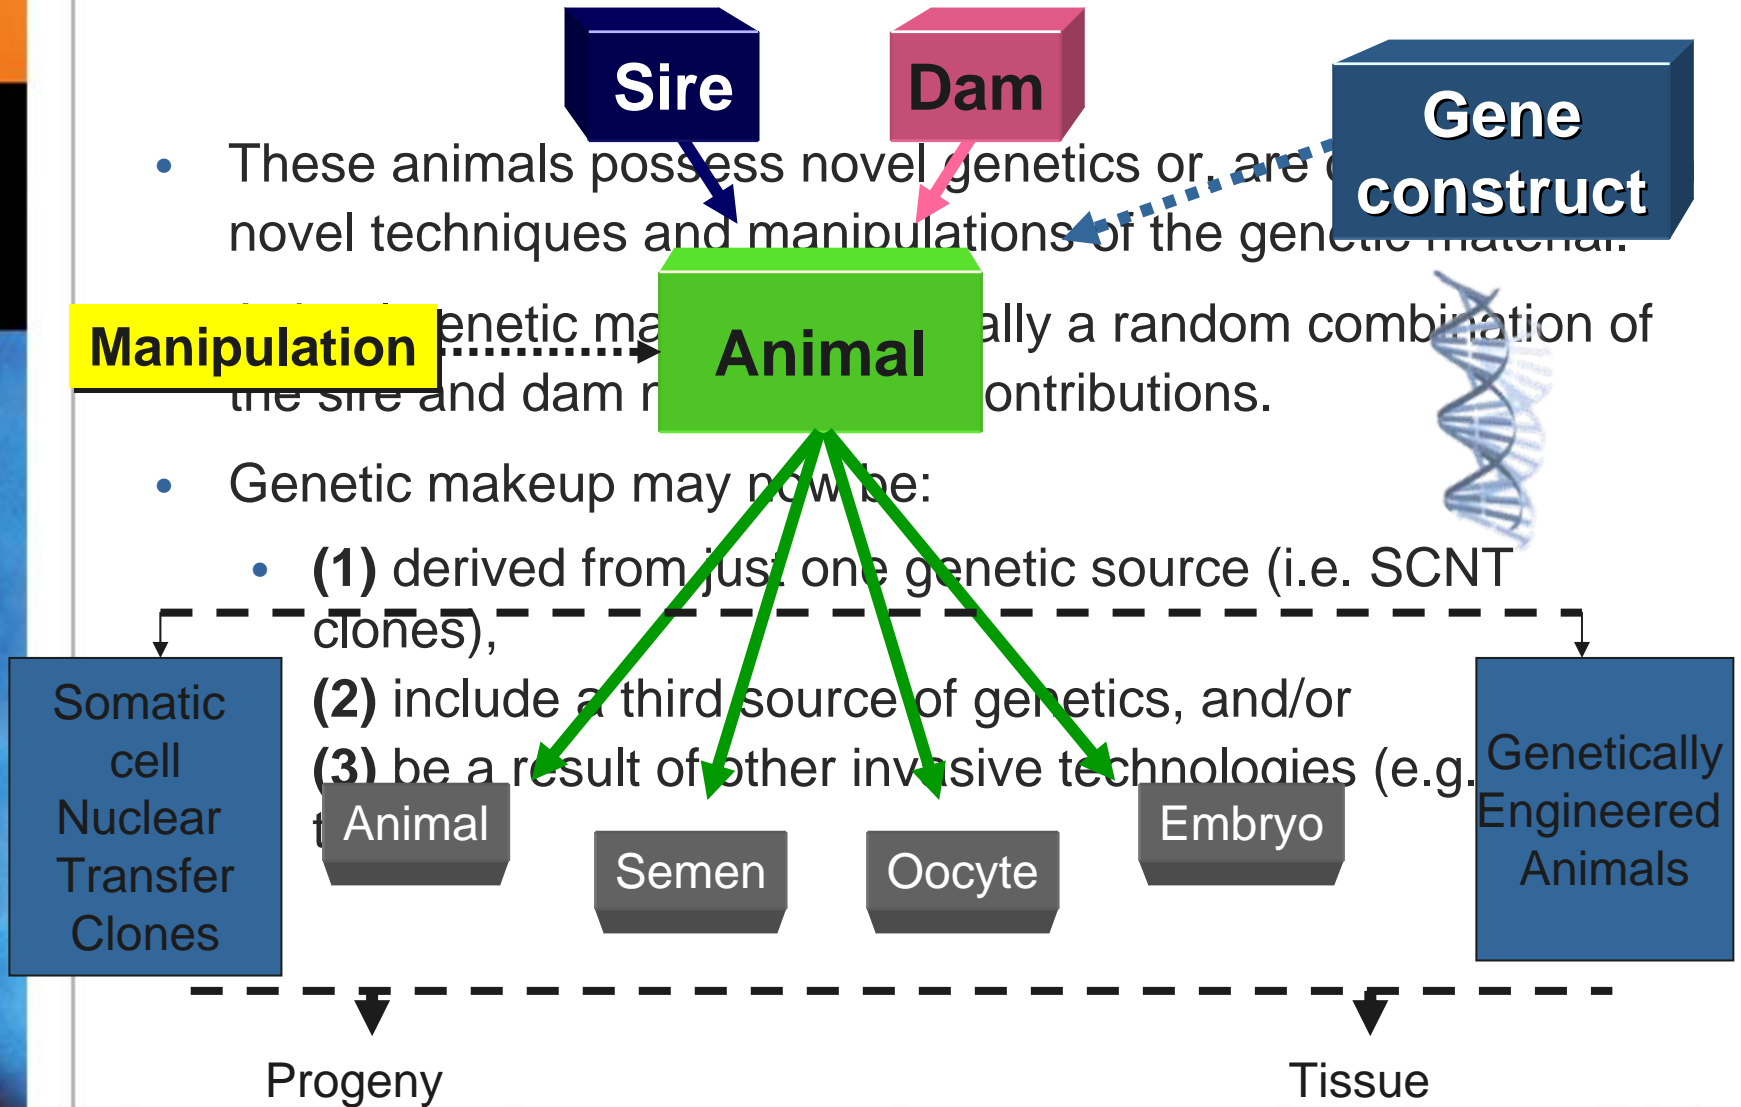 Sire
Dam
Gene
construct
• These animals possess novel genetics or, are
novel techniques and manipulations of the genetic material.
Manipulation
Animal
a random combination of
the sire and dam
• Genetic makeup may now be:
• (1) derived from just one genetic source (i.e. SCNT
clones),
(2) include a third source of genetics, and/or
(3) be a result of other invasive technologies (e.g.
Somatic
cell
Nuclear
Transfer
Clones
Genetically
Engineered
Animals
Animal
Semen
Oocyte
Embryo
Progeny
Tissue